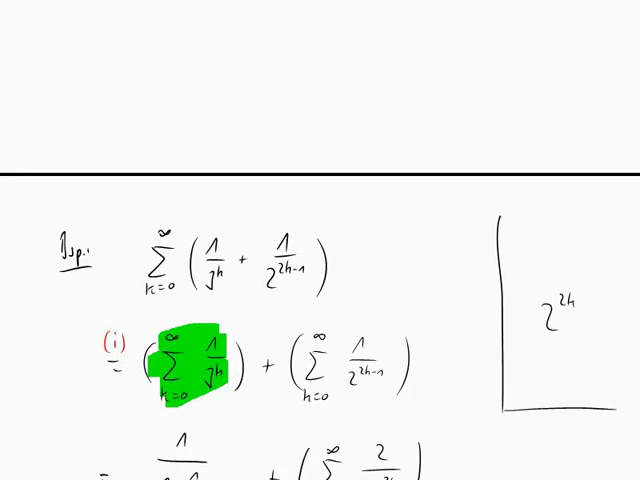 Bsp.:
∑_{k=0}^{∞} ( 1/3^k + 1/2^{2k-1} )
(i) = ( ∑_{k=0}^{∞} 1/3^k ) + ( ∑_{k=0}^{∞} 1/2^{2k-1} )
2^{2k}